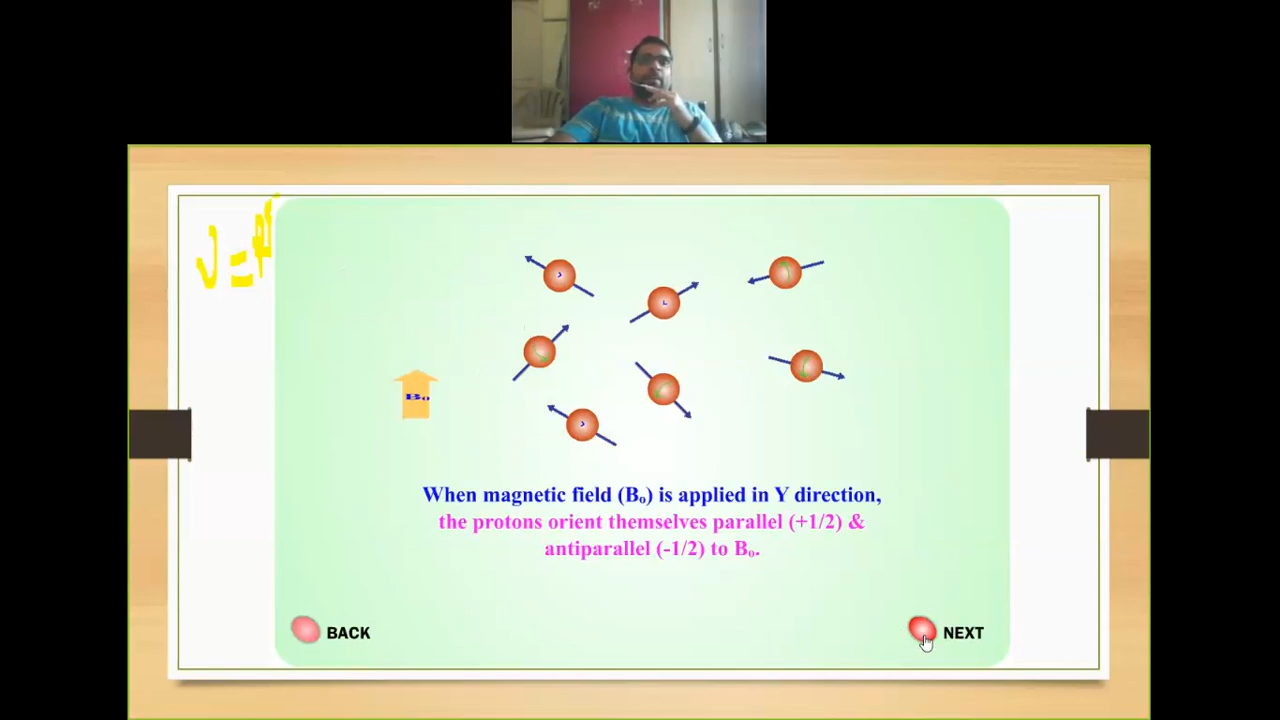 B₀
When magnetic field (B₀) is applied in Y direction,
the protons orient themselves parallel (+1/2) &
antiparallel (-1/2) to B₀.
BACK
NEXT